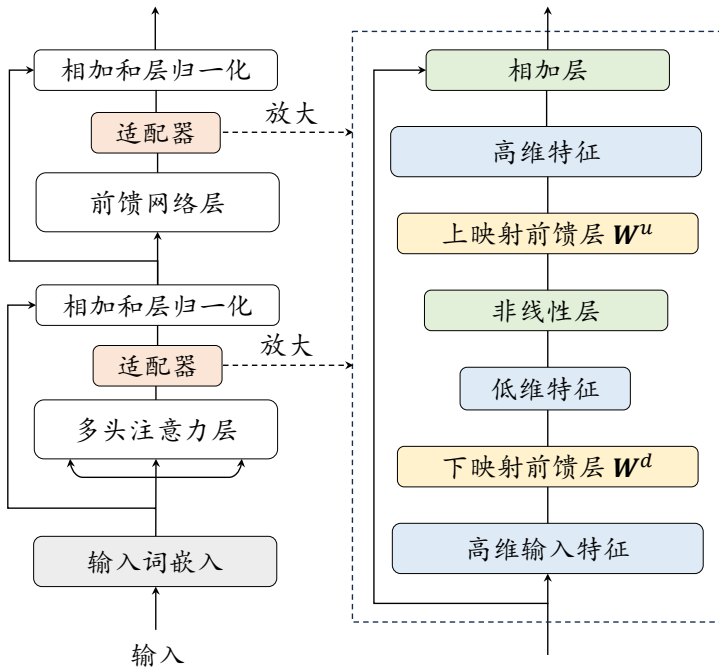 相加和层归一化
适配器
放大
前馈网络层
相加和层归一化
适配器
放大
多头注意力层
输入词嵌入
输入
相加层
高维特征
上映射前馈层 W^u
非线性层
低维特征
下映射前馈层 W^d
高维输入特征